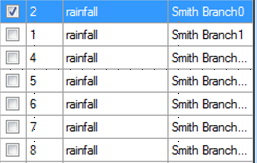 2 rainfall Smith Branch0
1 rainfall Smith Branch1
4 rainfall Smith Branch...
5 rainfall Smith Branch...
6 rainfall Smith Branch...
7 rainfall Smith Branch...
8 rainfall Smith Branch...